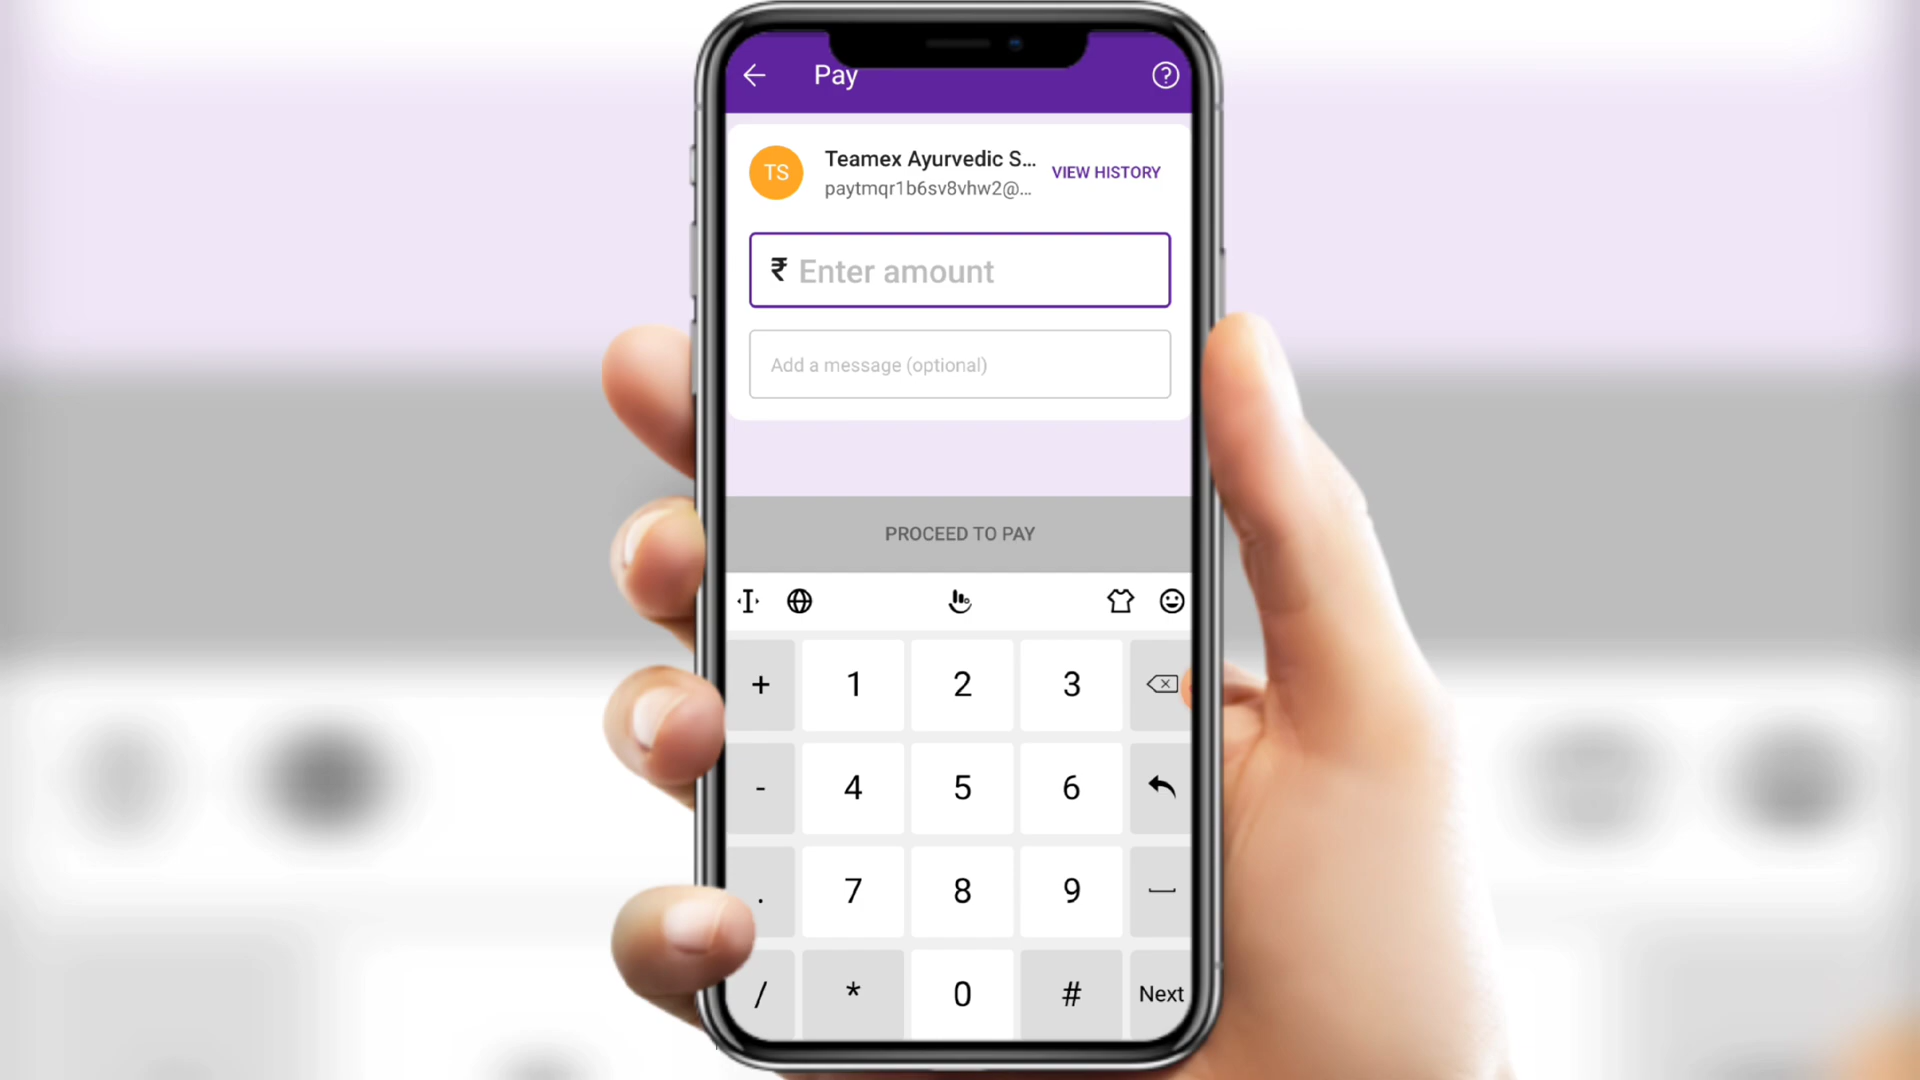 Pay
?
TS
Teamex Ayurvedic S...
paytmqr1b6sv8vhw2@...
VIEW HISTORY
₹ Enter amount
Add a message (optional)
PROCEED TO PAY
+ 1 2 3
- 4 5 6
. 7 8 9
/ * 0 # Next